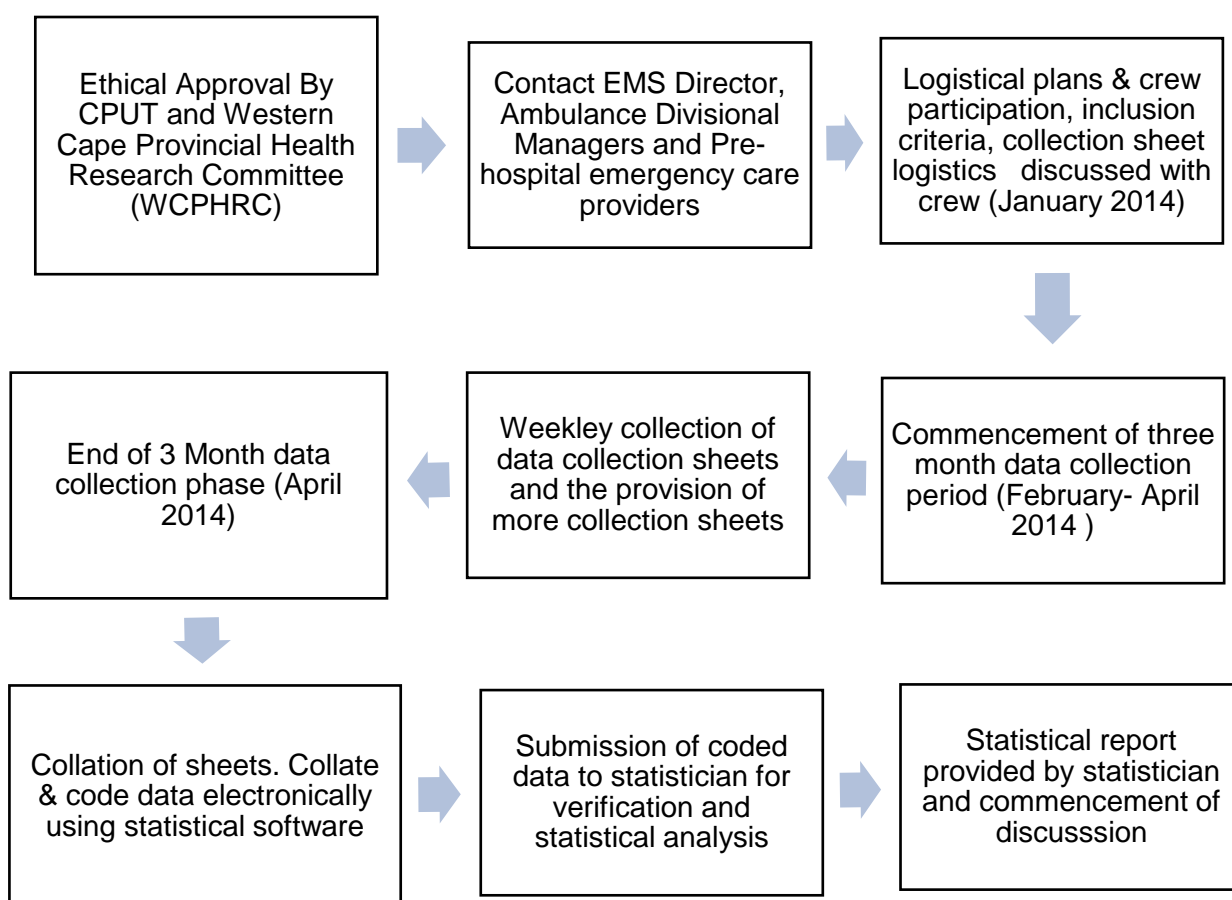 Ethical Approval By
CPUT and Western
Cape Provincial Health
Research Committee
(WCPHRC)
Contact EMS Director,
Ambulance Divisional
Managers and Pre-
hospital emergency care
providers
Logistical plans & crew
participation, inclusion
criteria, collection sheet
logistics   discussed with
crew (January 2014)
Commencement of three
month data collection
period (February- April
2014 )
Weekley collection of
data collection sheets
and the provision of
more collection sheets
End of 3 Month data
collection phase (April
2014)
Collation of sheets. Collate
& code data electronically
using statistical software
Submission of coded
data to statistician for
verification and
statistical analysis
Statistical report
provided by statistician
and commencement of
discusssion